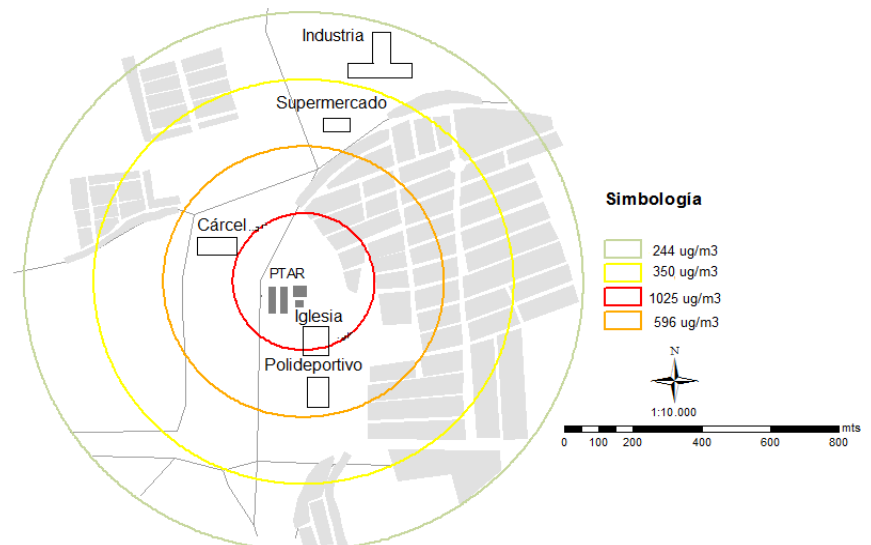 Industria
Supermercado
Cárcel
PTAR
Iglesia
Polideportivo
Simbología
244 ug/m3
350 ug/m3
1025 ug/m3
596 ug/m3
N
1:10.000
mts
0 100 200 400 600 800